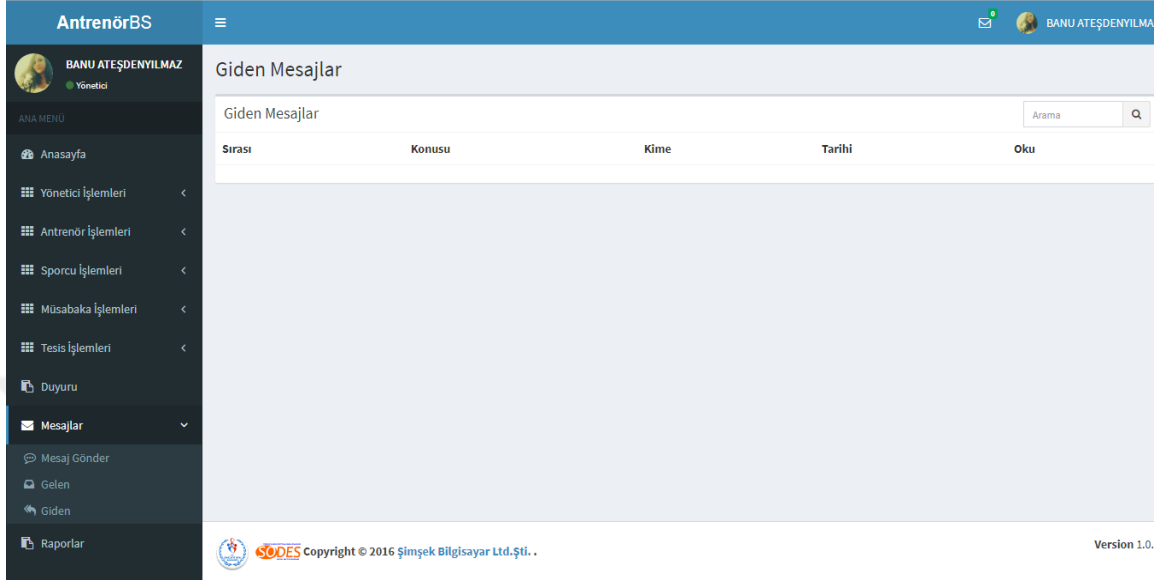 AntrenörBS
0
BANU ATEŞDENYILMA
BANU ATEŞDENYILMAZ
Yönetici
ANA MENÜ
Anasayfa
Yönetici İşlemleri
Antrenör İşlemleri
Sporcu İşlemleri
Müsabaka İşlemleri
Tesis İşlemleri
Duyuru
Mesajlar
Mesaj Gönder
Gelen
Giden
Raporlar
Giden Mesajlar
Giden Mesajlar
Arama
Sırası Konusu Kime Tarihi Oku
SODES Copyright © 2016 Şimşek Bilgisayar Ltd.Şti. .
Version 1.0.